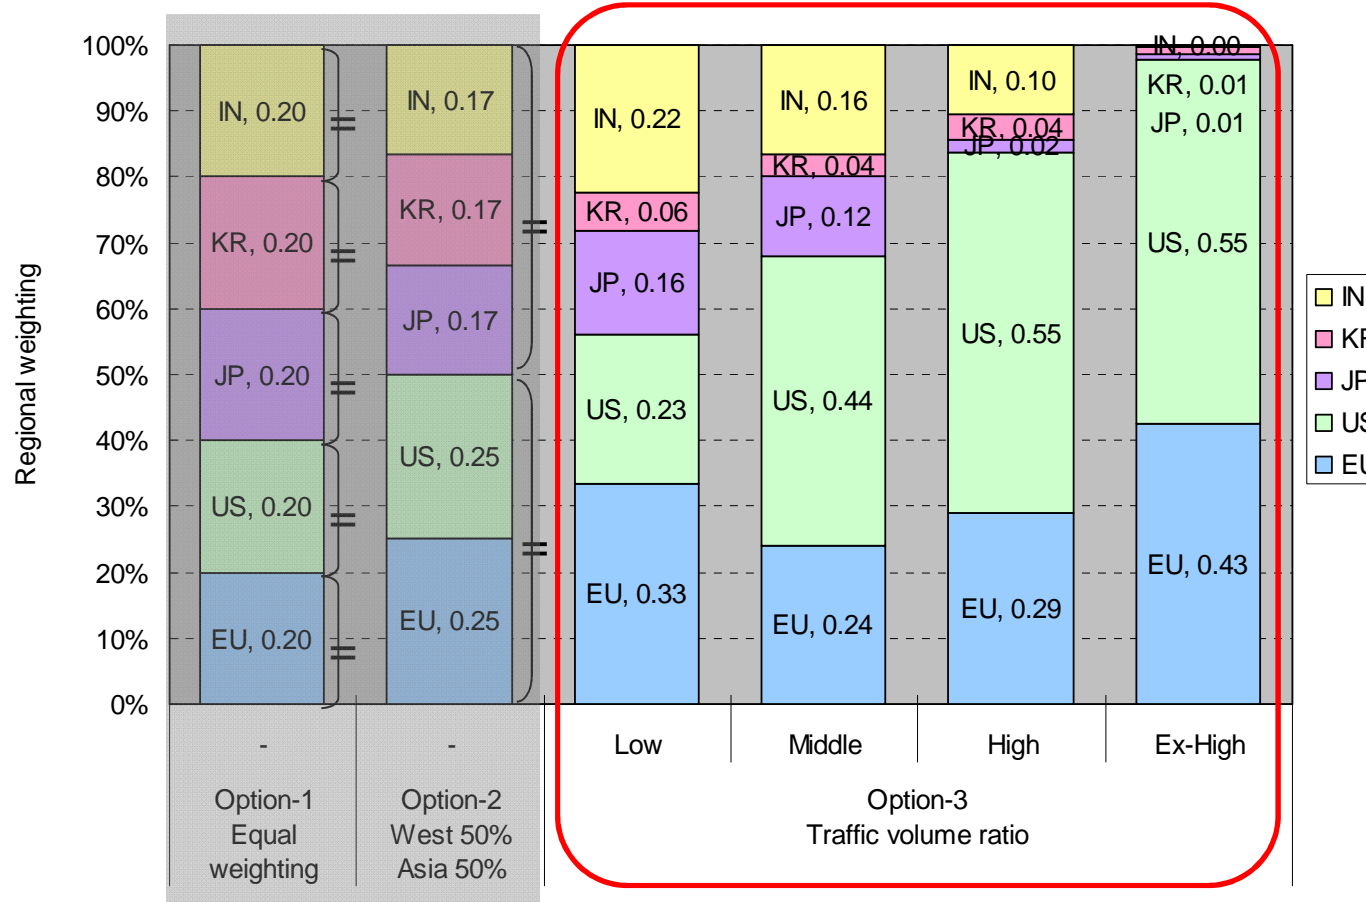 Regional weighting
100%
90%
80%
70%
60%
50%
40%
30%
20%
10%
0%
IN, 0.20
KR, 0.20
JP, 0.20
US, 0.20
EU, 0.20
IN, 0.17
KR, 0.17
JP, 0.17
US, 0.25
EU, 0.25
IN, 0.22
KR, 0.06
JP, 0.16
US, 0.23
EU, 0.33
IN, 0.16
KR, 0.04
JP, 0.12
US, 0.44
EU, 0.24
IN, 0.10
KR, 0.04
JP, 0.02
US, 0.55
EU, 0.29
IN, 0.00
KR, 0.01
JP, 0.01
US, 0.55
EU, 0.43
-
-
Low
Middle
High
Ex-High
Option-1
Equal
weighting
Option-2
West 50%
Asia 50%
Option-3
Traffic volume ratio
IN
KR
JP
US
EU